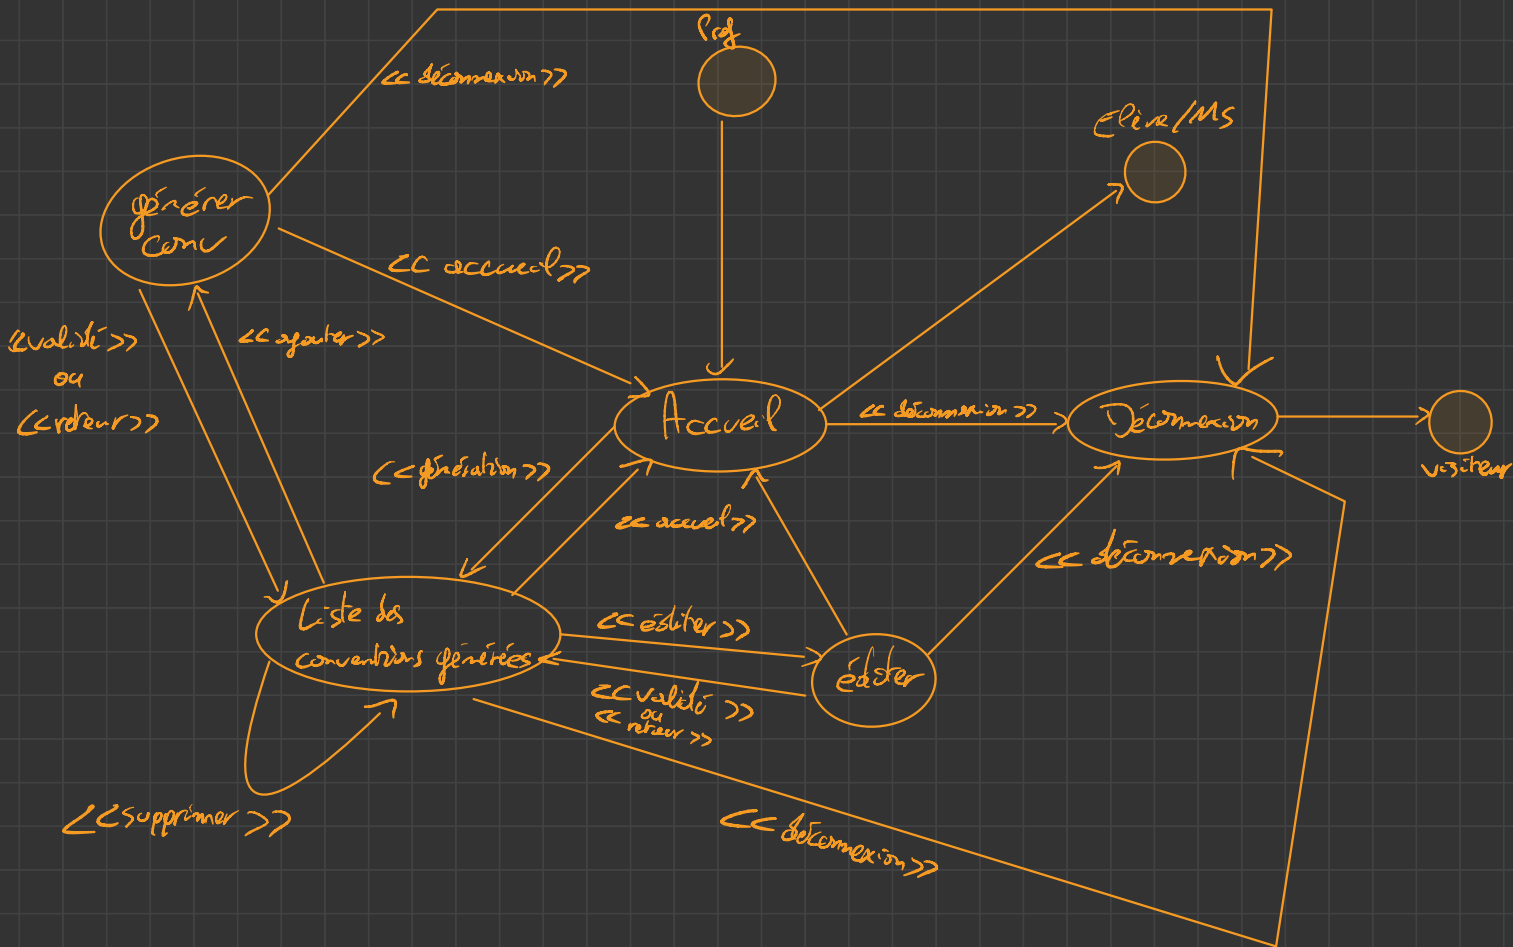 Prof
<< déconnexion >>
Elève/MS
générer
conv
<< accueil >>
<<validé>>
ou
<<retour>>
<<ajouter>>
Accueil
<< déconnexion >>
Déconnexion
visiteur
<<génération>>
<< accueil >>
<< déconnexion >>
Liste des
conventions générées
<< éditer >>
éditer
<<validé >>
ou
<< retour >>
<<supprimer >>
<< déconnexion >>